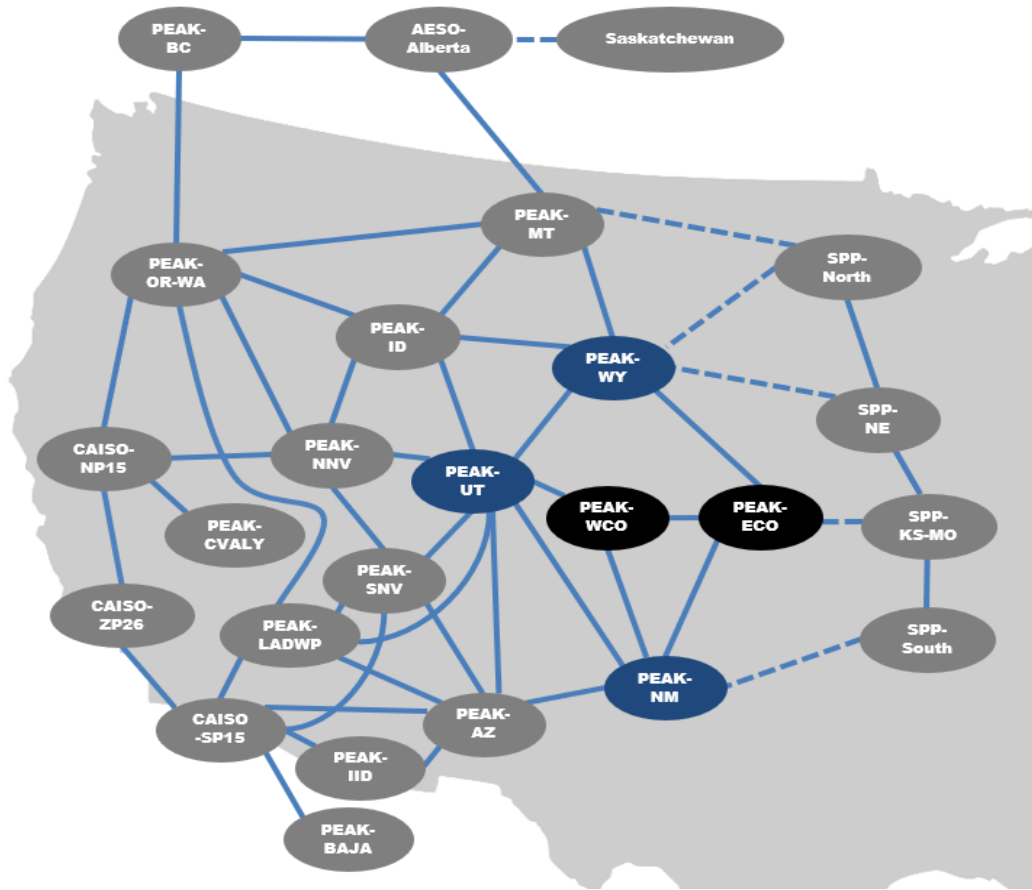 PEAK-
BC
AESO-
Alberta
Saskatchewan
PEAK-
MT
PEAK-
OR-WA
SPP-
North
PEAK-
ID
PEAK-
WY
SPP-
NE
CAISO-
NP15
PEAK-
NNV
PEAK-
UT
PEAK-
WCO
PEAK-
ECO
SPP-
KS-MO
PEAK-
CVALY
PEAK-
SNV
CAISO-
ZP26
PEAK-
LADWP
SPP-
South
PEAK-
NM
CAISO
-SP15
PEAK-
AZ
PEAK-
IID
PEAK-
BAJA